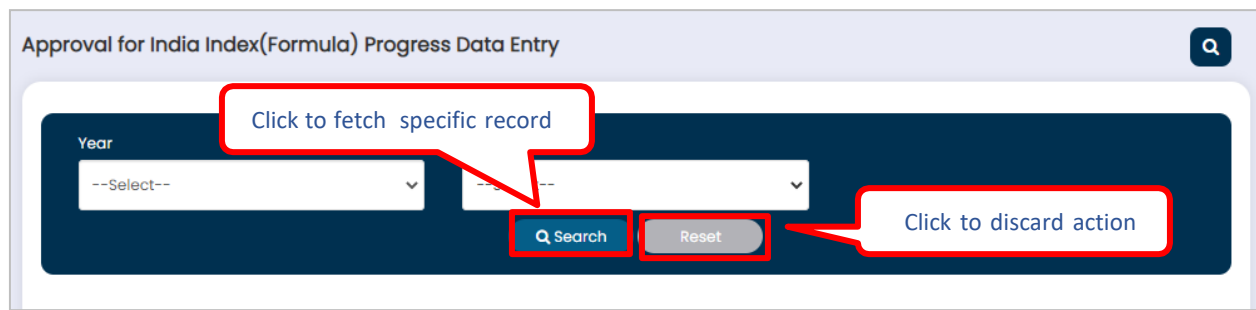 Approval for India Index(Formula) Progress Data Entry
Click to fetch specific record
Year
--Select--
Click to discard action
Search
Reset